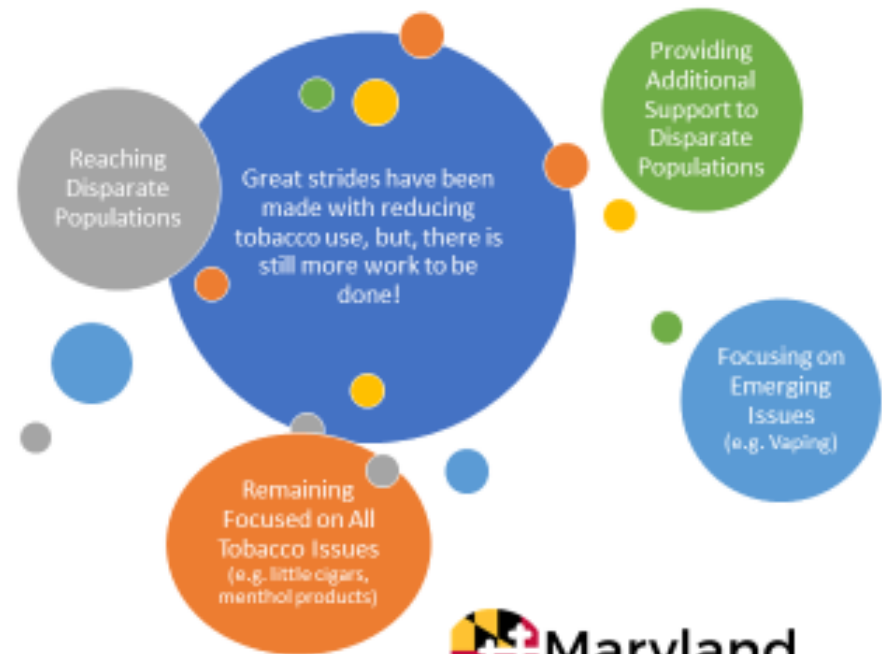 Providing
Additional
Support to
Disparate
Populations
Reaching
Disparate
Populations
Great strides have been
made with reducing
tobacco use, but, there is
still more work to be
done!
Focusing on
Emerging
Issues
(e.g. Vaping)
Remaining
Focused on All
Tobacco Issues
(e.g. little cigars,
menthol products)
Maryland